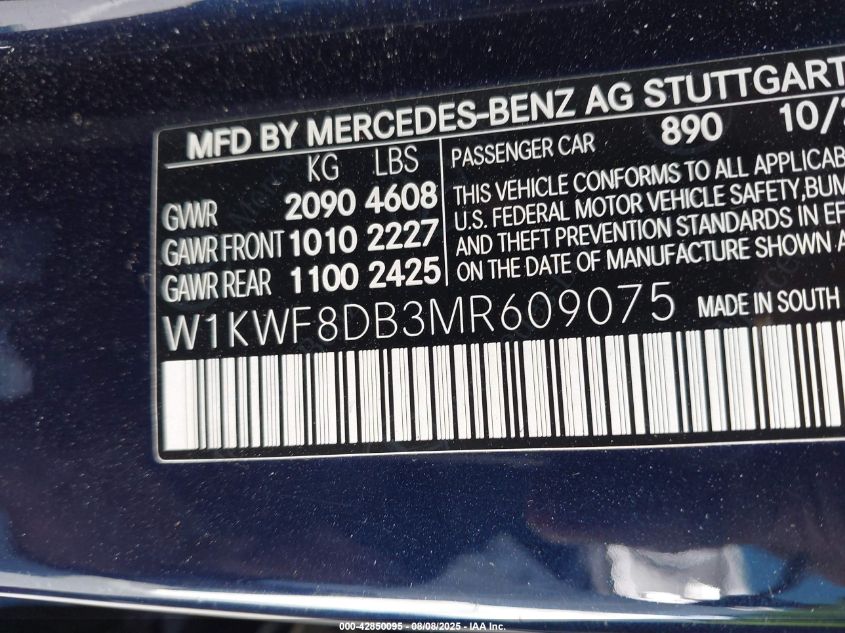 MFD BY MERCEDES-BENZ AG STUTTGART
KG LBS
GVWR 2090 4608
GAWR FRONT 1010 2227
GAWR REAR 1100 2425
PASSENGER CAR 890 10/
THIS VEHICLE CONFORMS TO ALL APPLICAB
U.S. FEDERAL MOTOR VEHICLE SAFETY, BUM
AND THEFT PREVENTION STANDARDS IN EF
ON THE DATE OF MANUFACTURE SHOWN A
W1KWF8DB3MR609075 MADE IN SOUTH
000-42850095 - 08/08/2025 - IAA Inc.